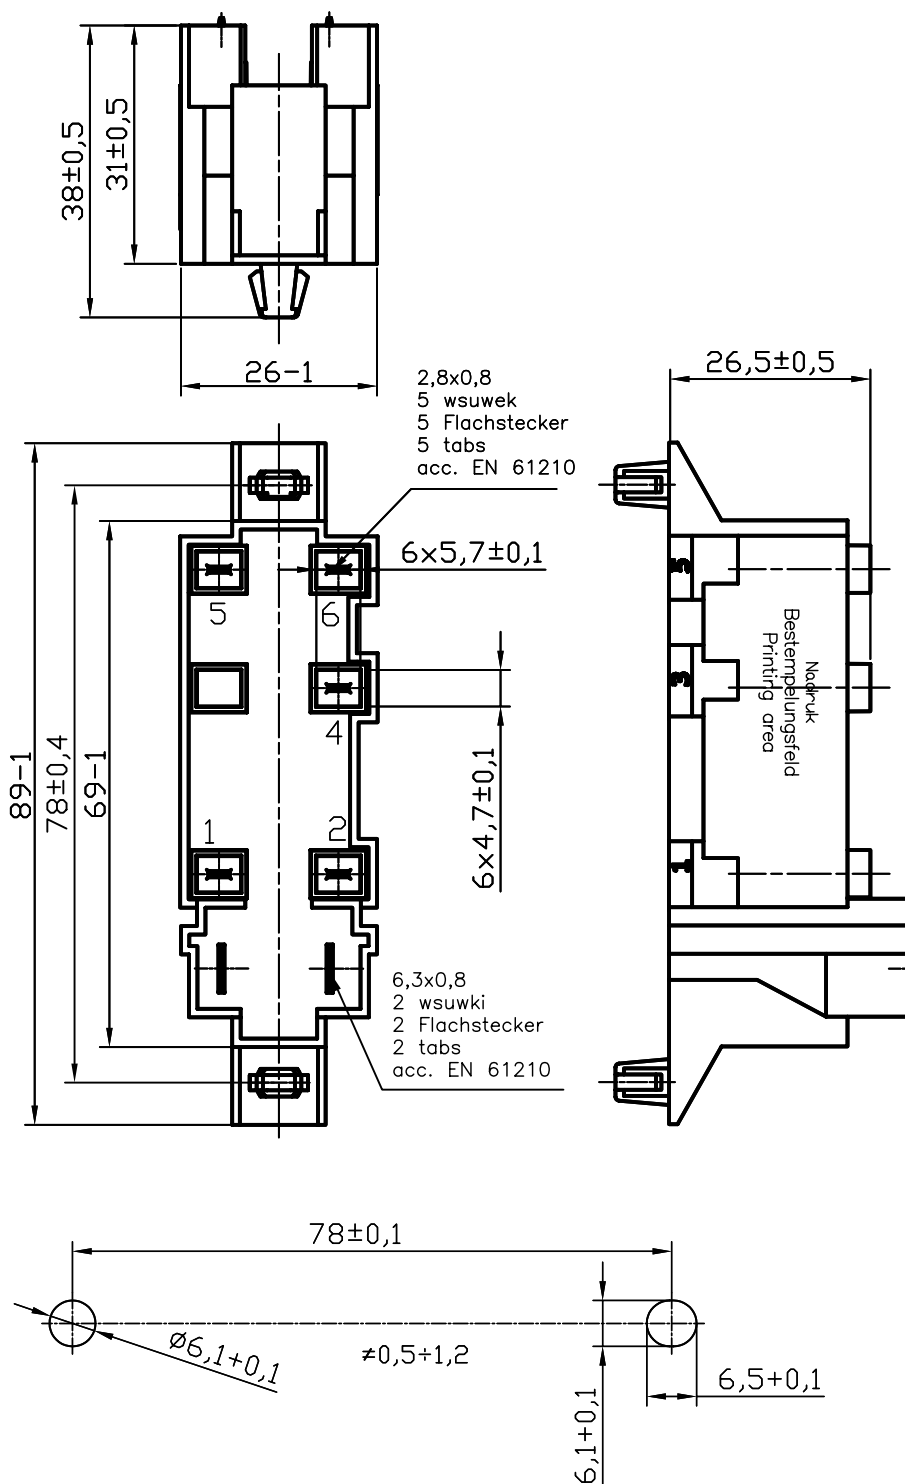 38±0,5
31±0,5
26-1
26,5±0,5
2,8x0,8
5 wsuwek
5 Flachstecker
5 tabs
acc. EN 61210
6x5,7±0,1
5
6
4
1
2
89-1
78±0,4
69-1
6x4,7±0,1
5
3
1
Nadruk
Bestempelungsfeld
Printing area
6,3x0,8
2 wsuwki
2 Flachstecker
2 tabs
acc. EN 61210
78±0,1
ø6,1+0,1
≠0,5÷1,2
6,1+0,1
6,5+0,1